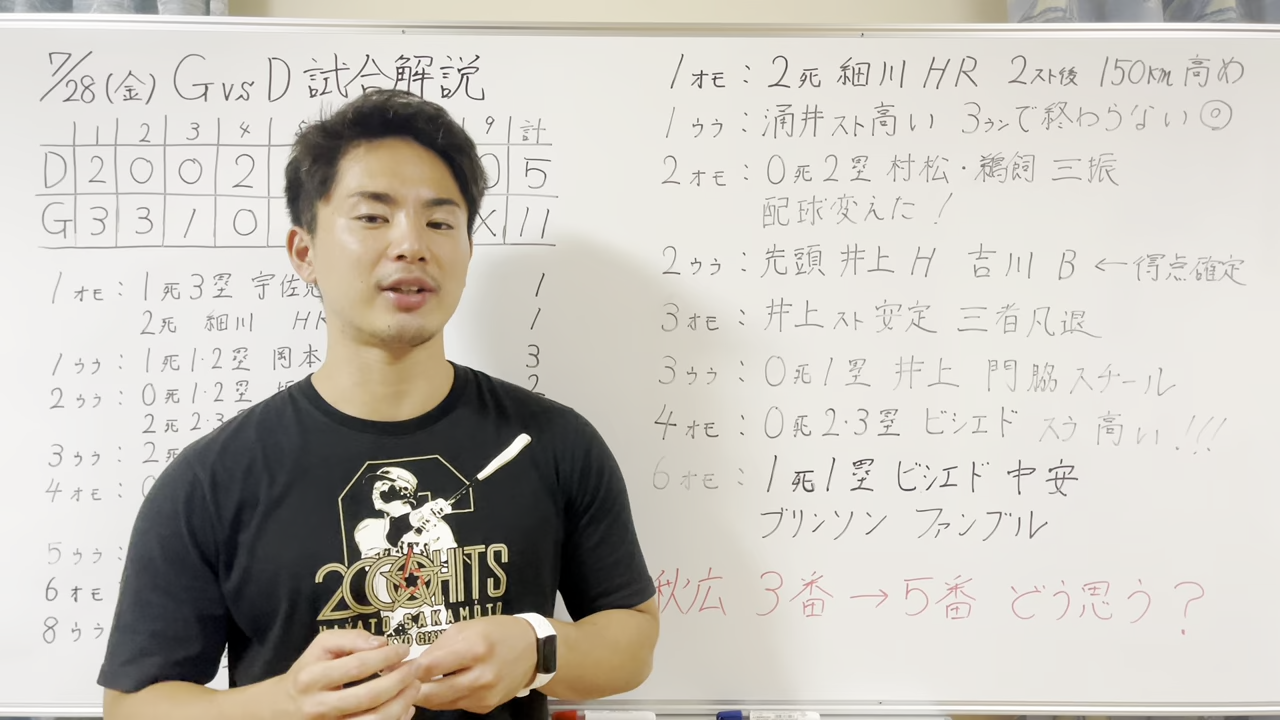 7/28(金) G vs D 試合解説
1 2 3 4 9 計
D 2 0 0 2 0 5
G 3 3 1 0 X 11
1オモ: 1死3塁 宇佐見 1
2死 細川 HR 1
1ウラ: 1死1・2塁 岡本 3
2ウラ: 0死1・2塁
2死2・3
3ウラ: 2死
4オモ:
5ウラ:
6オモ
8ウラ
1オモ: 2死 細川 HR 2スト後 150km 高め
1ウラ: 涌井スト高い 3ランで終わらない◎
2オモ: 0死2塁 村松・鵜飼 三振
配球変えた!
2ウラ: 先頭 井上 H 吉川 B ←得点確定
3オモ: 井上スト 安定 三者凡退
3ウラ: 0死1塁 井上 門脇スチール
4オモ: 0死2・3塁 ビシエド スラ高い!!!
6オモ: 1死1塁 ビシエド 中安
ブリンソン ファンブル
秋広 3番→5番 どう思う?
2000HITS
HAYATO SAKAMOTO